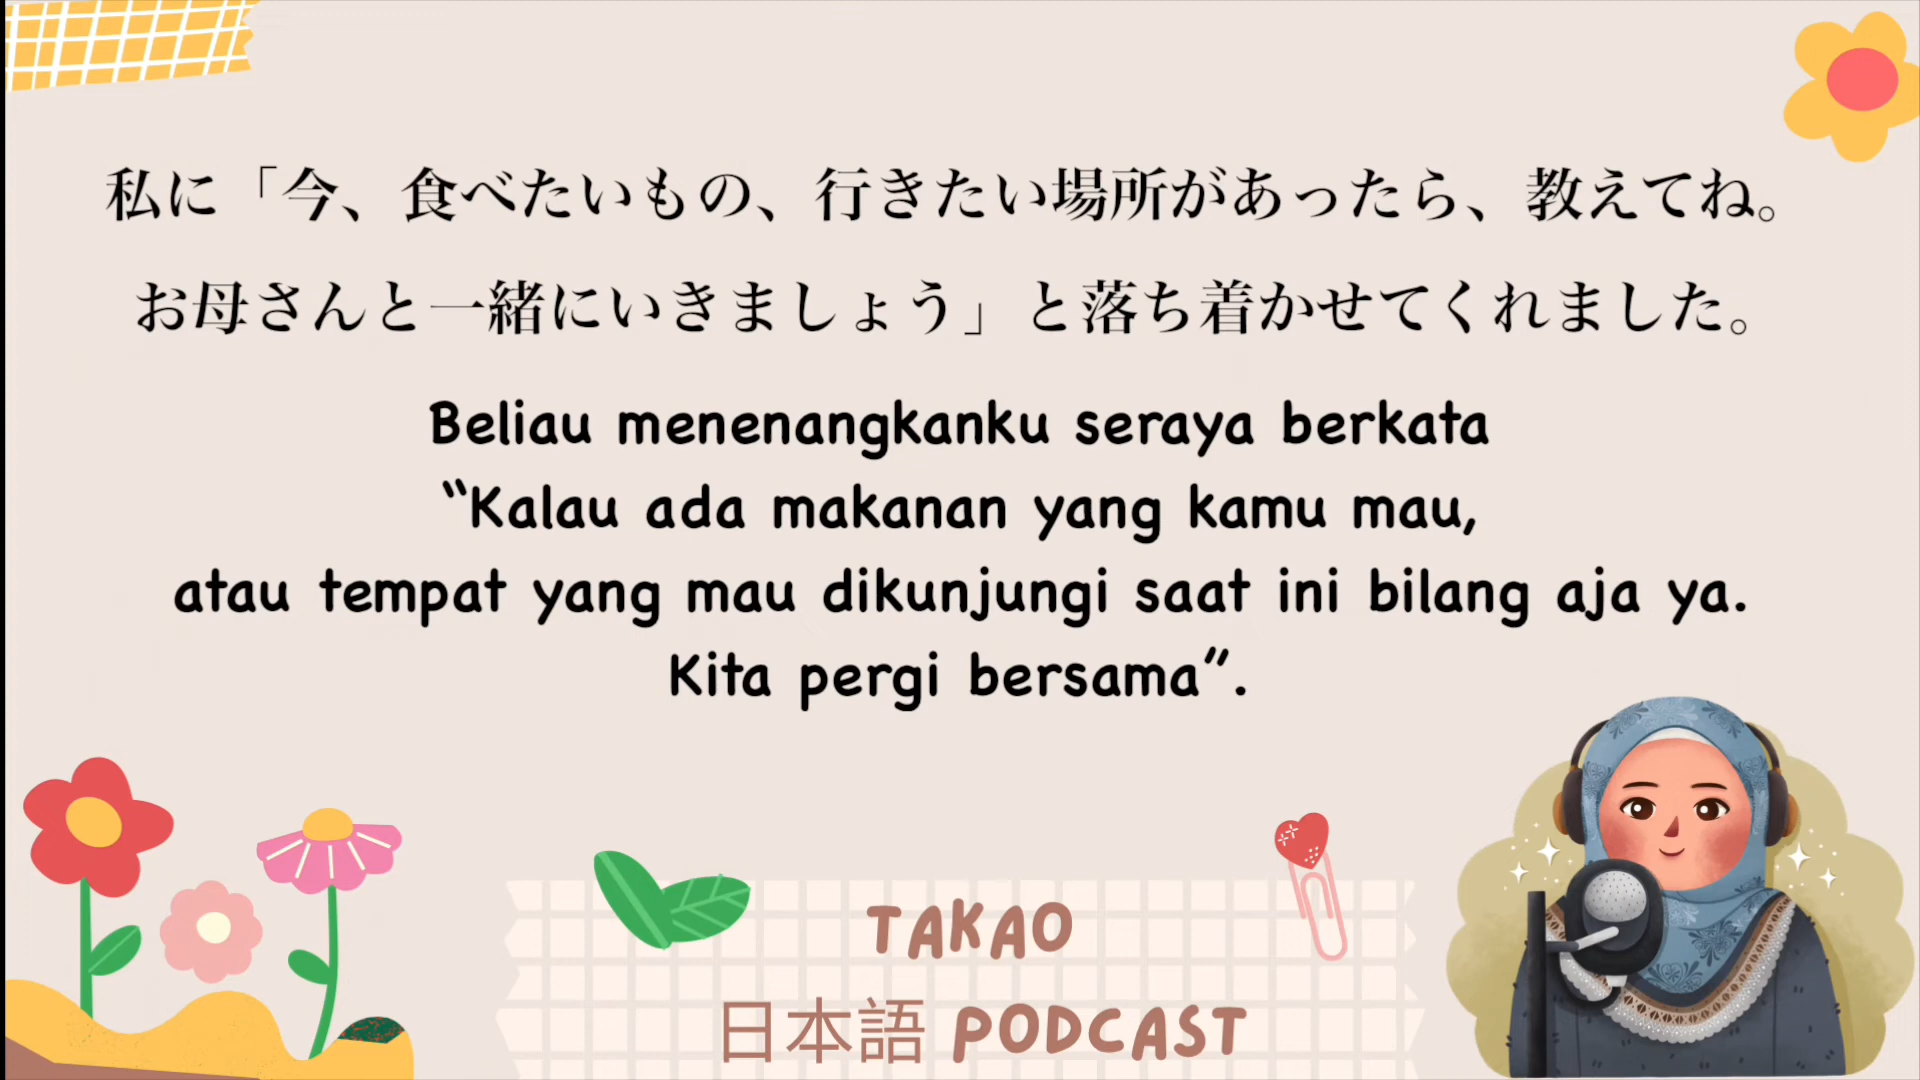 私に「今、食べたいもの、行きたい場所があったら、教えてね。
お母さんと一緒にいきましょう」と落ち着かせてくれました。
Beliau menenangkanku seraya berkata
“Kalau ada makanan yang kamu mau,
atau tempat yang mau dikunjungi saat ini bilang aja ya.
Kita pergi bersama”.
TAKAO
日本語 PODCAST